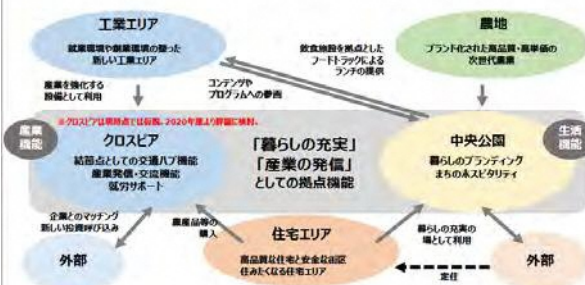 工業エリア
就業環境や創業環境の整った
新しい工業エリア
農地
ブランド化された高品質・高単価の
次世代農業
飲食施設を拠点とした
フードトラックによる
ランチの提供
産業を強化する
設備として利用
コンテンツや
プログラムへの参画
※クロスピアは現時点では仮称。2020年度より詳細に検討。
産業
機能
クロスピア
結節点としての交通ハブ機能
産業発信・交流機能
就労サポート
「暮らしの充実」
「産業の発信」
としての拠点機能
生活
機能
中央公園
暮らしのブランディング
まちのホスピタリティ
企業とのマッチング
新しい投資呼び込み
農産品等の
購入
住宅エリア
高品質な住宅と安全な街区
住みたくなる住宅エリア
暮らしの充実の
場として利用
外部
定住
外部